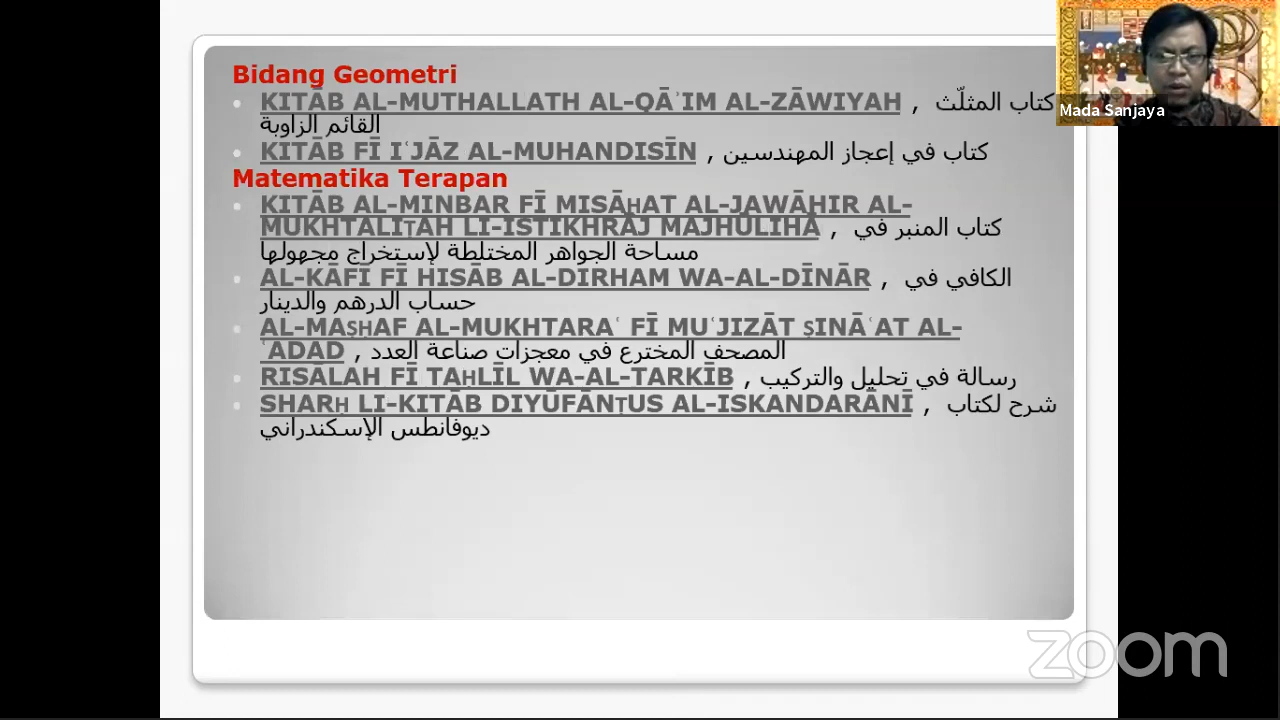 Bidang Geometri
• KITĀB AL-MUTHALLATH AL-QĀʾIM AL-ZĀWIYAH , كتاب المثلّث
القائم الزاوية
• KITĀB FĪ IʿJĀZ AL-MUHANDISĪN , كتاب في إعجاز المهندسين
Matematika Terapan
• KITĀB AL-MINBAR FĪ MISĀḤAT AL-JAWĀHIR AL-
MUKHTALIṬAH LI-ISTIKHRĀJ MAJHŪLIHĀ , كتاب المنبر في
مساحة الجواهر المختلطة لإستخراج مجهولها
• AL-KĀFĪ FĪ HISĀB AL-DIRHAM WA-AL-DĪNĀR , الكافي في
حساب الدرهم والدينار
• AL-MAṢḤAF AL-MUKHTARAʿ FĪ MUʿJIZĀT ṢINĀʿAT AL-
ʿADAD , المصحف المخترع في معجزات صناعة العدد
• RISĀLAH FĪ TAḤLĪL WA-AL-TARKĪB , رسالة في تحليل والتركيب
• SHARḤ LI-KITĀB DIYŪFĀNṬUS AL-ISKANDARĀNĪ , شرح لكتاب
ديوفانطس الإسكندراني
Mada Sanjaya
zoom